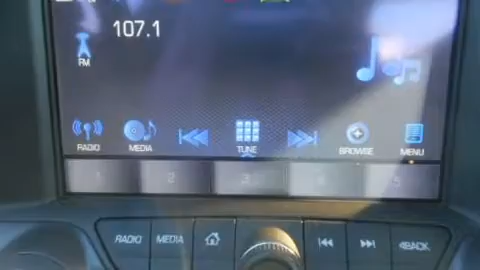 107.1
FM
RADIO MEDIA TUNE BROWSE MENU
1 2 3 4 5
RADIO MEDIA BACK